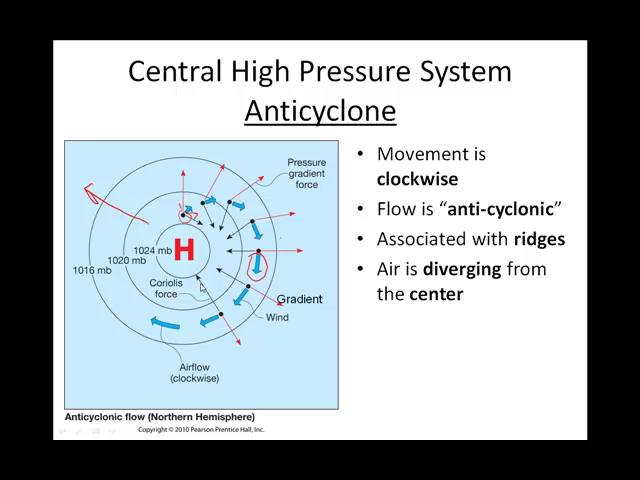 Central High Pressure System
Anticyclone
Pressure
gradient
force
1024 mb
H
1020 mb
1016 mb
Coriolis
force
Gradient
Wind
Airflow
(clockwise)
Anticyclonic flow (Northern Hemisphere)
Copyright © 2010 Pearson Prentice Hall, Inc.
• Movement is
clockwise
• Flow is “anti-cyclonic”
• Associated with ridges
• Air is diverging from
the center